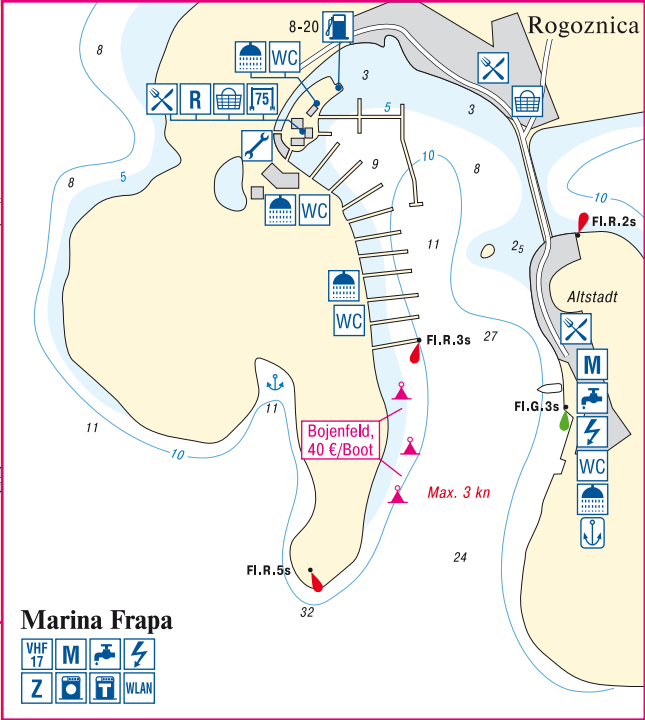 Rogoznica
8-20
8
WC
3
R
75
5
3
9
10
8
8
5
10
WC
Fl.R.2s
11
2₅
Altstadt
WC
Fl.R.3s
27
M
11
Fl.G.3s
11
Bojenfeld,
40 €/Boot
10
WC
Max. 3 kn
24
Fl.R.5s
32
Marina Frapa
VHF
17
M
Z
T
WLAN